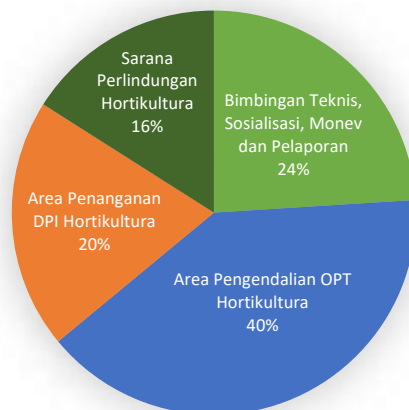 Sarana
Perlindungan
Hortikultura
16%
Bimbingan Teknis,
Sosialisasi, Monev
dan Pelaporan
24%
Area Penanganan
DPI Hortikultura
20%
Area Pengendalian OPT
Hortikultura
40%